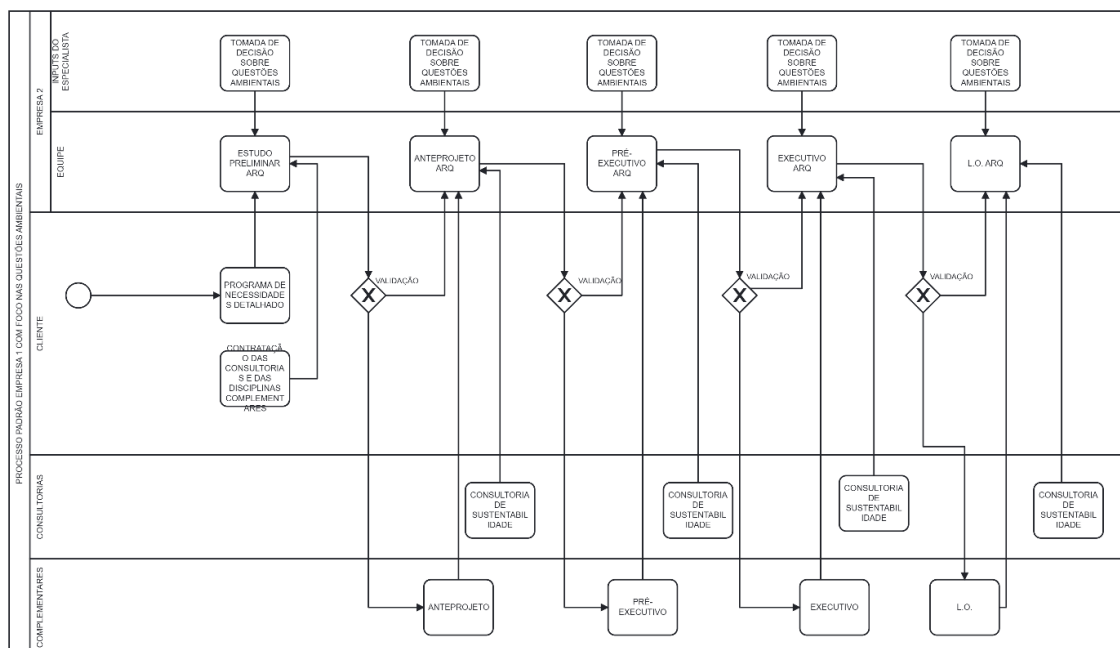 PROCESSO PADRÃO EMPRESA 1 COM FOCO NAS QUESTÕES AMBIENTAIS
EMPRESA 2
INPUTS DO
ESPECIALISTA
TOMADA DE
DECISÃO
SOBRE
QUESTÕES
AMBIENTAIS
TOMADA DE
DECISÃO
SOBRE
QUESTÕES
AMBIENTAIS
TOMADA DE
DECISÃO
SOBRE
QUESTÕES
AMBIENTAIS
TOMADA DE
DECISÃO
SOBRE
QUESTÕES
AMBIENTAIS
TOMADA DE
DECISÃO
SOBRE
QUESTÕES
AMBIENTAIS
EQUIPE
ESTUDO
PRELIMINAR
ARQ
ANTEPROJETO
ARQ
PRÉ-
EXECUTIVO
ARQ
EXECUTIVO
ARQ
L.O. ARQ
CLIENTE
PROGRAMA DE
NECESSIDADE
S DETALHADO
VALIDAÇÃO
X
VALIDAÇÃO
X
VALIDAÇÃO
X
VALIDAÇÃO
X
CONTRATAÇÃ
O DAS
CONSULTORIA
S E DAS
DISCIPLINAS
COMPLEMENT
ARES
CONSULTORIAS
CONSULTORIA
DE
SUSTENTABIL
IDADE
CONSULTORIA
DE
SUSTENTABIL
IDADE
CONSULTORIA
DE
SUSTENTABIL
IDADE
CONSULTORIA
DE
SUSTENTABIL
IDADE
COMPLEMENTARES
ANTEPROJETO
PRÉ-
EXECUTIVO
EXECUTIVO
L.O.